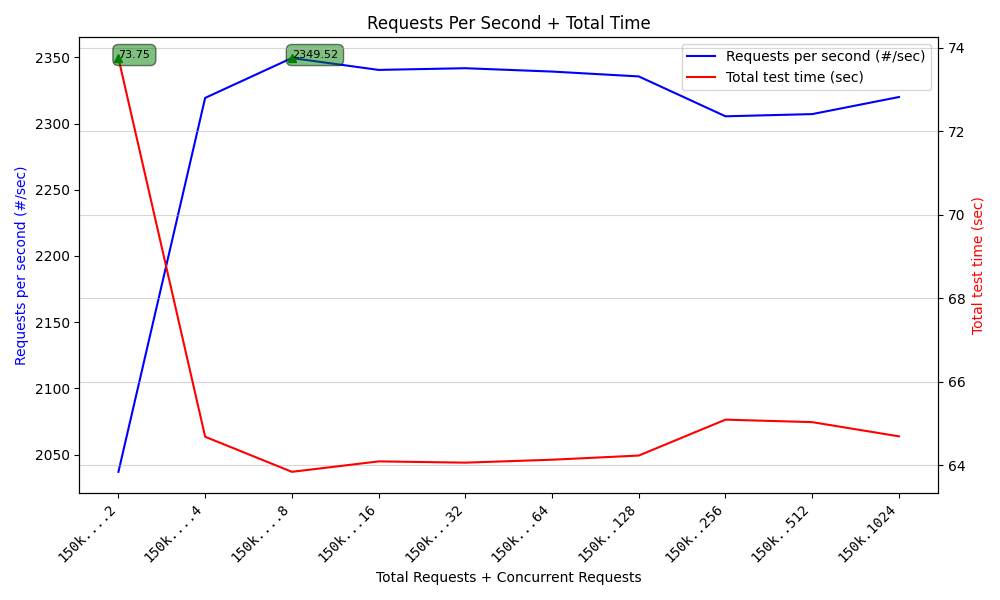 Requests Per Second + Total Time
73.75
2349.52
Requests per second (#/sec)
Total test time (sec)
2350
2300
2250
2200
2150
2100
2050
Requests per second (#/sec)
74
72
70
68
66
64
Total test time (sec)
150k....2
150k....4
150k....8
150k...16
150k...32
150k...64
150k..128
150k..256
150k..512
150k.1024
Total Requests + Concurrent Requests